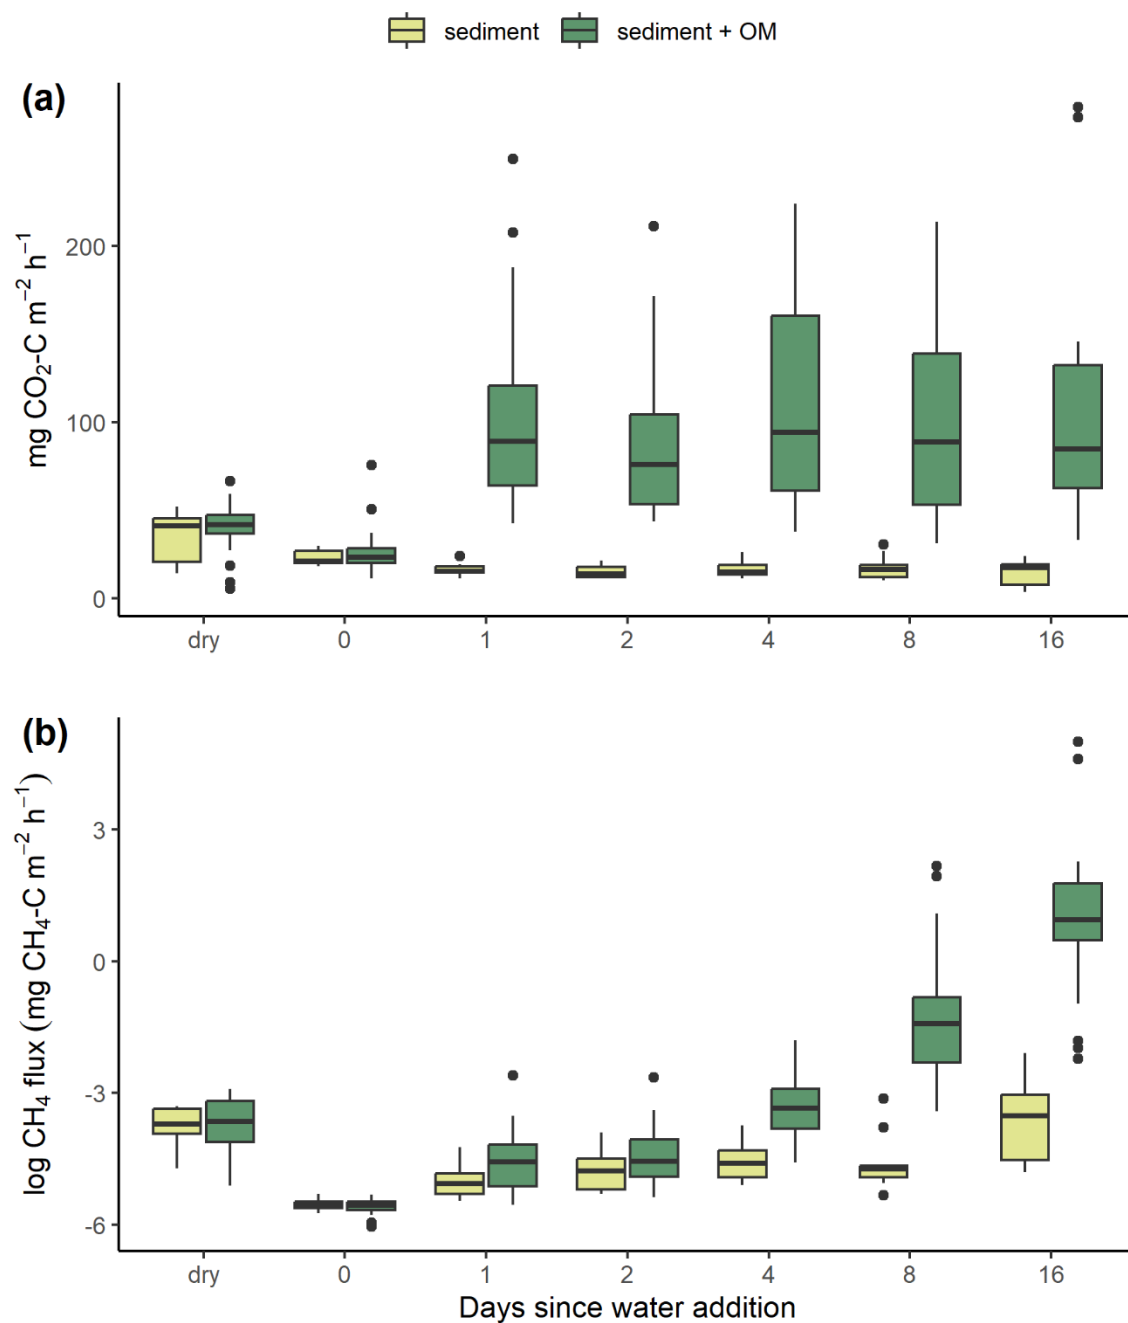 sediment sediment + OM
(a)
mg CO₂-C m⁻² h⁻¹
200
100
0
dry 0 1 2 4 8 16
(b)
log CH₄ flux (mg CH₄-C m⁻² h⁻¹)
3
0
-3
-6
dry 0 1 2 4 8 16
Days since water addition